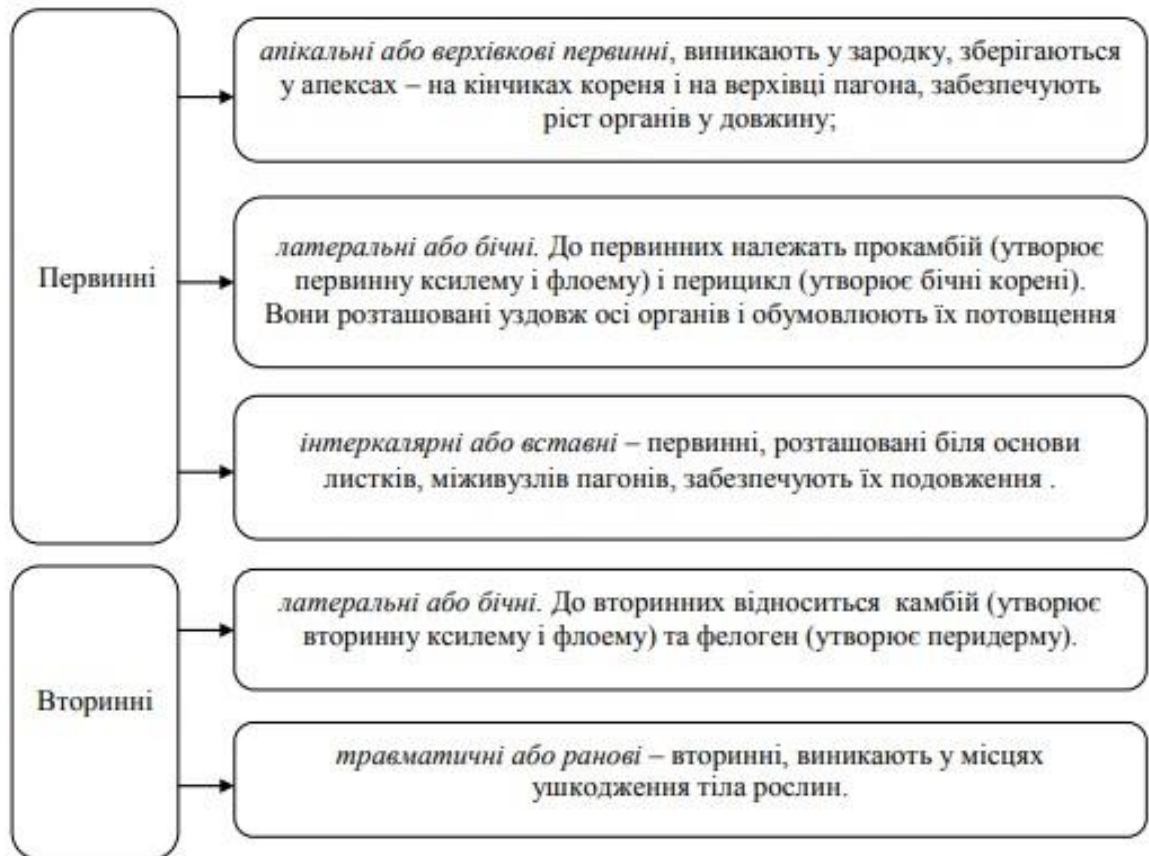 Первинні
апікальні або верхівкові первинні, виникають у зародку, зберігаються
у апексах – на кінчиках кореня і на верхівці пагона, забезпечують
ріст органів у довжину;
латеральні або бічні. До первинних належать прокамбій (утворює
первинну ксилему і флоему) і перицикл (утворює бічні корені).
Вони розташовані уздовж осі органів і обумовлюють їх потовщення
інтеркалярні або вставні – первинні, розташовані біля основи
листків, міживузлів пагонів, забезпечують їх подовження .
Вторинні
латеральні або бічні. До вторинних відноситься камбій (утворює
вторинну ксилему і флоему) та фелоген (утворює перидерму).
травматичні або ранові – вторинні, виникають у місцях
ушкодження тіла рослин.